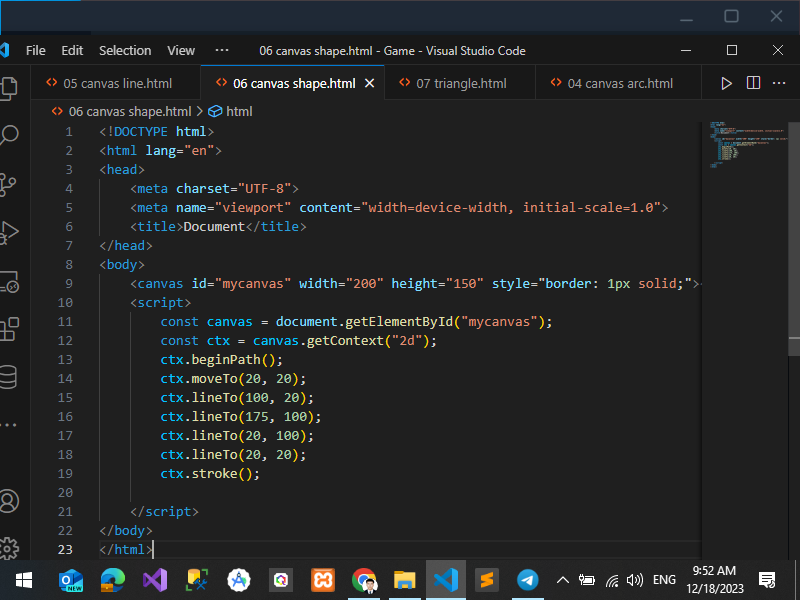 File Edit Selection View ··· 06 canvas shape.html - Game - Visual Studio Code
05 canvas line.html 06 canvas shape.html 07 triangle.html 04 canvas arc.html
06 canvas shape.html > html
1 <!DOCTYPE html>
2 <html lang="en">
3 <head>
4 <meta charset="UTF-8">
5 <meta name="viewport" content="width=device-width, initial-scale=1.0">
6 <title>Document</title>
7 </head>
8 <body>
9 <canvas id="mycanvas" width="200" height="150" style="border: 1px solid;">
10 <script>
11 const canvas = document.getElementById("mycanvas");
12 const ctx = canvas.getContext("2d");
13 ctx.beginPath();
14 ctx.moveTo(20, 20);
15 ctx.lineTo(100, 20);
16 ctx.lineTo(175, 100);
17 ctx.lineTo(20, 100);
18 ctx.lineTo(20, 20);
19 ctx.stroke();
20
21 </script>
22 </body>
23 </html>
NEW
ENG
9:52 AM
12/18/2023